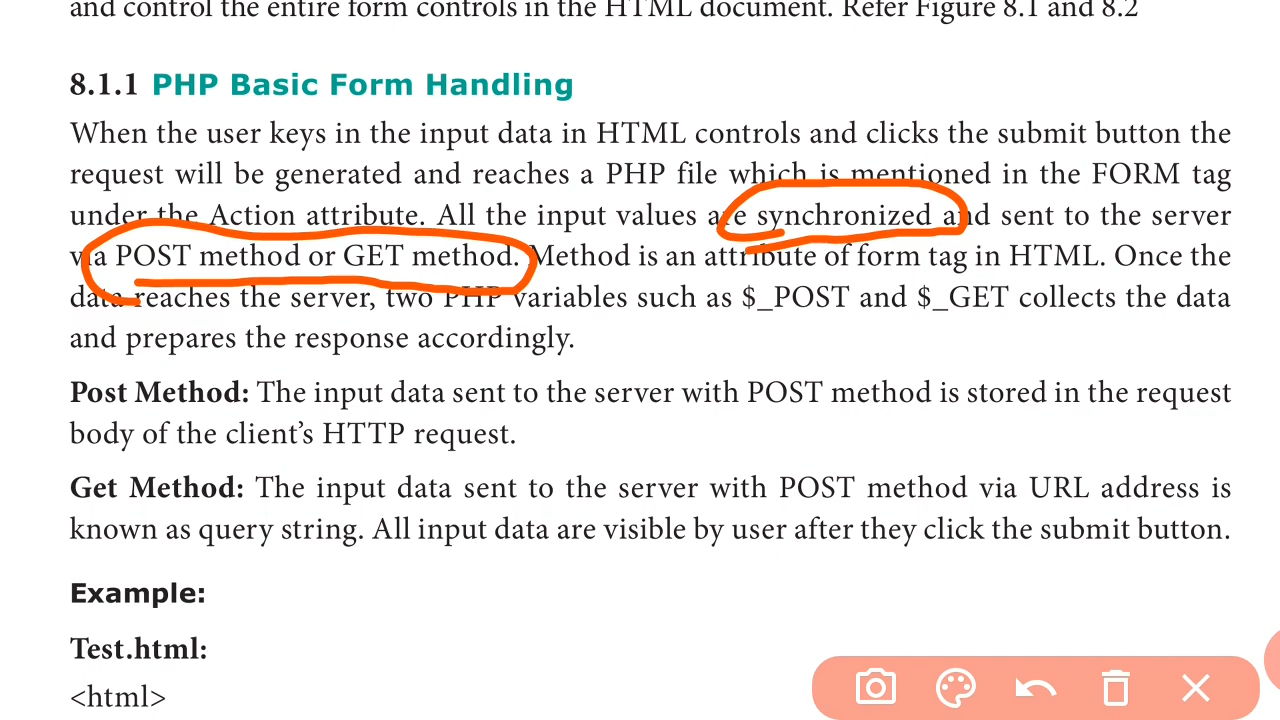 and control the entire form controls in the HTML document. Refer Figure 8.1 and 8.2
8.1.1 PHP Basic Form Handling
When the user keys in the input data in HTML controls and clicks the submit button the
request will be generated and reaches a PHP file which is mentioned in the FORM tag
under the Action attribute. All the input values are synchronized and sent to the server
via POST method or GET method. Method is an attribute of form tag in HTML. Once the
data reaches the server, two PHP variables such as $_POST and $_GET collects the data
and prepares the response accordingly.
Post Method: The input data sent to the server with POST method is stored in the request
body of the client’s HTTP request.
Get Method: The input data sent to the server with POST method via URL address is
known as query string. All input data are visible by user after they click the submit button.
Example:
Test.html:
<html>